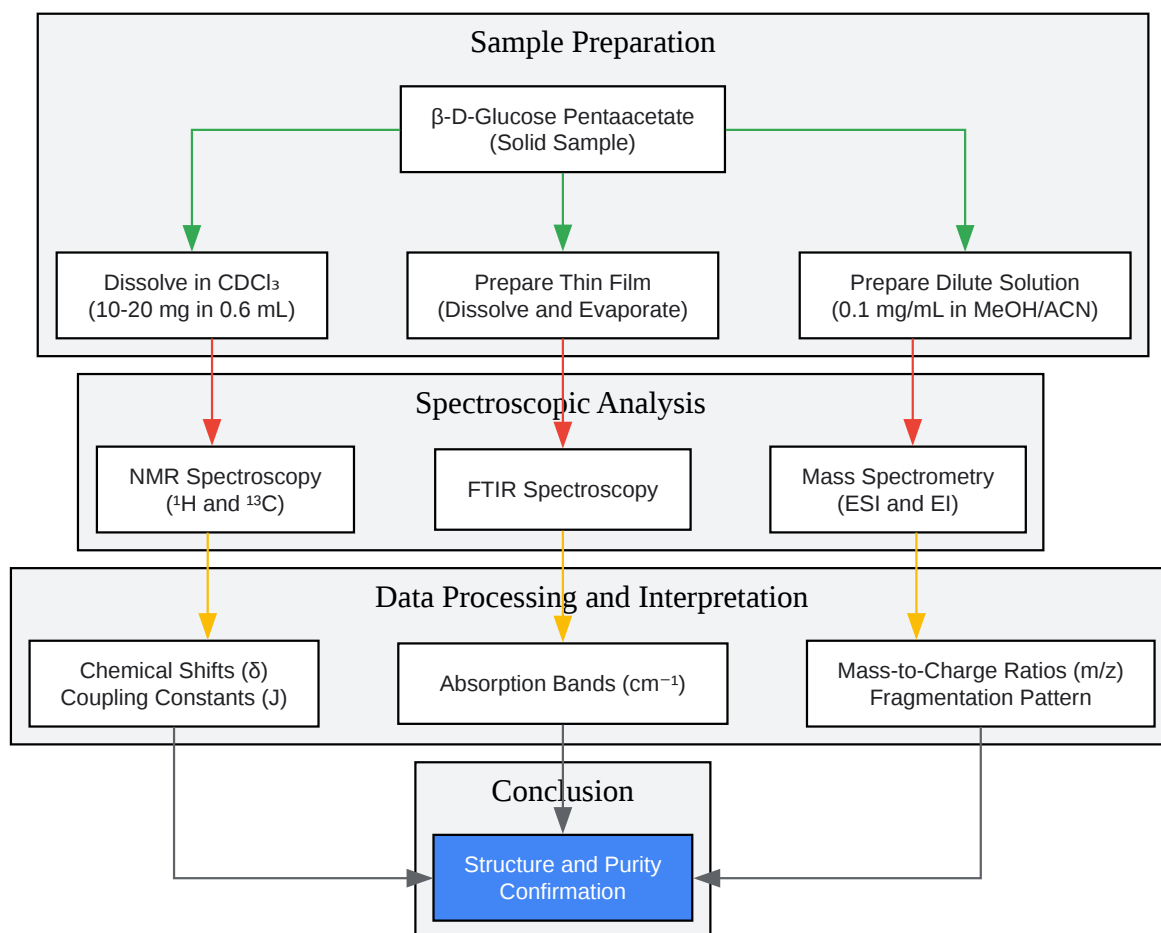 Sample Preparation
β-D-Glucose Pentaacetate
(Solid Sample)
Dissolve in CDCl₃
(10-20 mg in 0.6 mL)
Prepare Thin Film
(Dissolve and Evaporate)
Prepare Dilute Solution
(0.1 mg/mL in MeOH/ACN)
Spectroscopic Analysis
NMR Spectroscopy
(¹H and ¹³C)
FTIR Spectroscopy
Mass Spectrometry
(ESI and EI)
Data Processing and Interpretation
Chemical Shifts (δ)
Coupling Constants (J)
Absorption Bands (cm⁻¹)
Mass-to-Charge Ratios (m/z)
Fragmentation Pattern
Conclusion
Structure and Purity
Confirmation